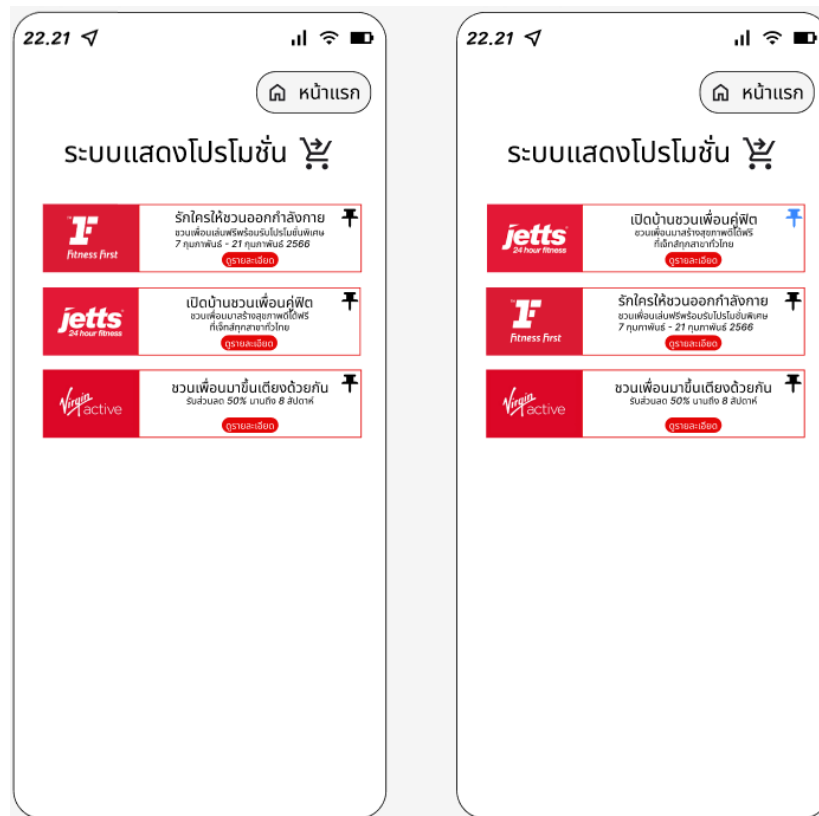 22.21
หน้าแรก
ระบบแสดงโปรโมชั่น
Fitness First
รักใครให้ชวนออกกำลังกาย
ชวนเพื่อนเล่นฟรีพร้อมรับโปรโมชั่นพิเศษ
7 กุมภาพันธ์ - 21 กุมภาพันธ์ 2566
ดูรายละเอียด
jetts
24 hour fitness
เปิดบ้านชวนเพื่อนคู่ฟิต
ชวนเพื่อนมาสร้างสุขภาพดีได้ฟรี
ที่เจ็ทส์ทุกสาขาทั่วไทย
ดูรายละเอียด
Virgin
active
ชวนเพื่อนมาขึ้นเตียงด้วยกัน
รับส่วนลด 50% นานถึง 8 สัปดาห์
ดูรายละเอียด
22.21
หน้าแรก
ระบบแสดงโปรโมชั่น
jetts
24 hour fitness
เปิดบ้านชวนเพื่อนคู่ฟิต
ชวนเพื่อนมาสร้างสุขภาพดีได้ฟรี
ที่เจ็ทส์ทุกสาขาทั่วไทย
ดูรายละเอียด
Fitness First
รักใครให้ชวนออกกำลังกาย
ชวนเพื่อนเล่นฟรีพร้อมรับโปรโมชั่นพิเศษ
7 กุมภาพันธ์ - 21 กุมภาพันธ์ 2566
ดูรายละเอียด
Virgin
active
ชวนเพื่อนมาขึ้นเตียงด้วยกัน
รับส่วนลด 50% นานถึง 8 สัปดาห์
ดูรายละเอียด